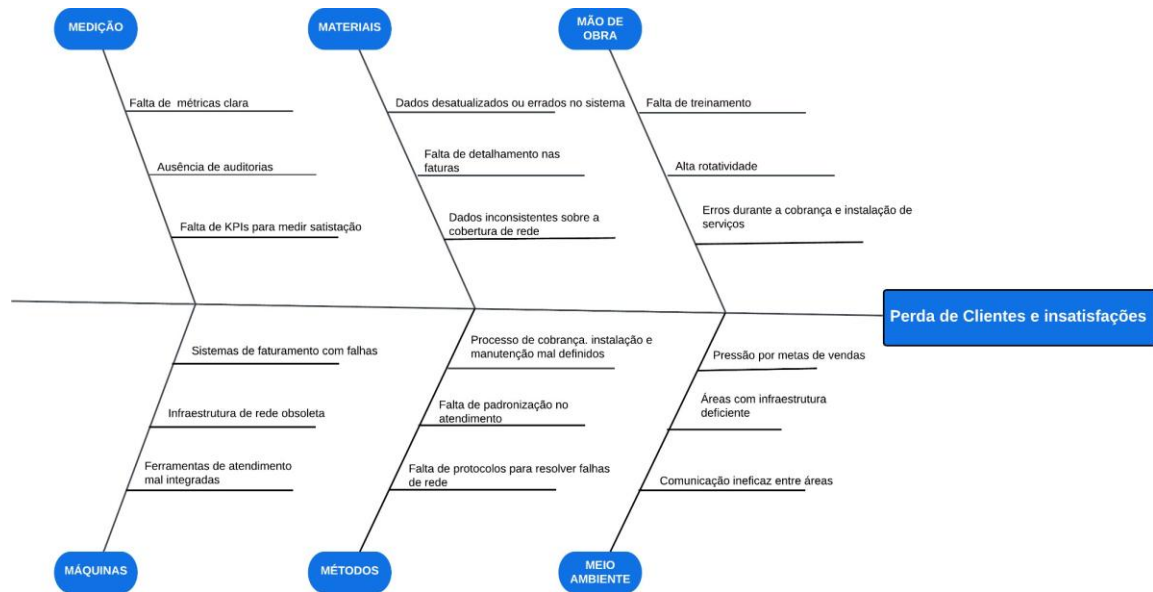 MEDIÇÃO
MATERIAIS
MÃO DE
OBRA
Falta de métricas clara
Dados desatualizados ou errados no sistema
Falta de treinamento
Ausência de auditorias
Falta de detalhamento nas
faturas
Alta rotatividade
Falta de KPIs para medir satistação
Dados inconsistentes sobre a
cobertura de rede
Erros durante a cobrança e instalação de
serviços
Perda de Clientes e insatisfações
Sistemas de faturamento com falhas
Processo de cobrança. instalação e
manutenção mal definidos
Pressão por metas de vendas
Infraestrutura de rede obsoleta
Falta de padronização no
atendimento
Áreas com infraestrutura
deficiente
Ferramentas de atendimento
mal integradas
Falta de protocolos para resolver falhas
de rede
Comunicação ineficaz entre áreas
MÁQUINAS
MÉTODOS
MEIO
AMBIENTE